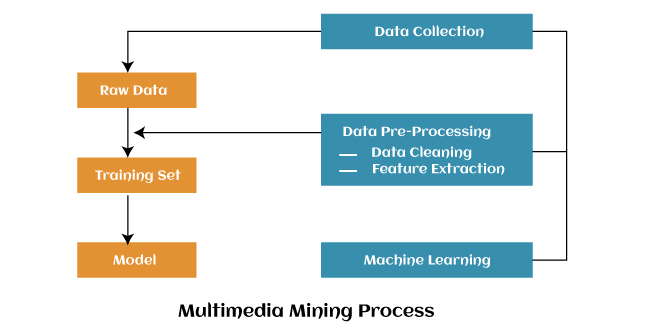 Data Collection
Raw Data
Data Pre-Processing
Data Cleaning
Feature Extraction
Training Set
Model
Machine Learning
Multimedia Mining Process